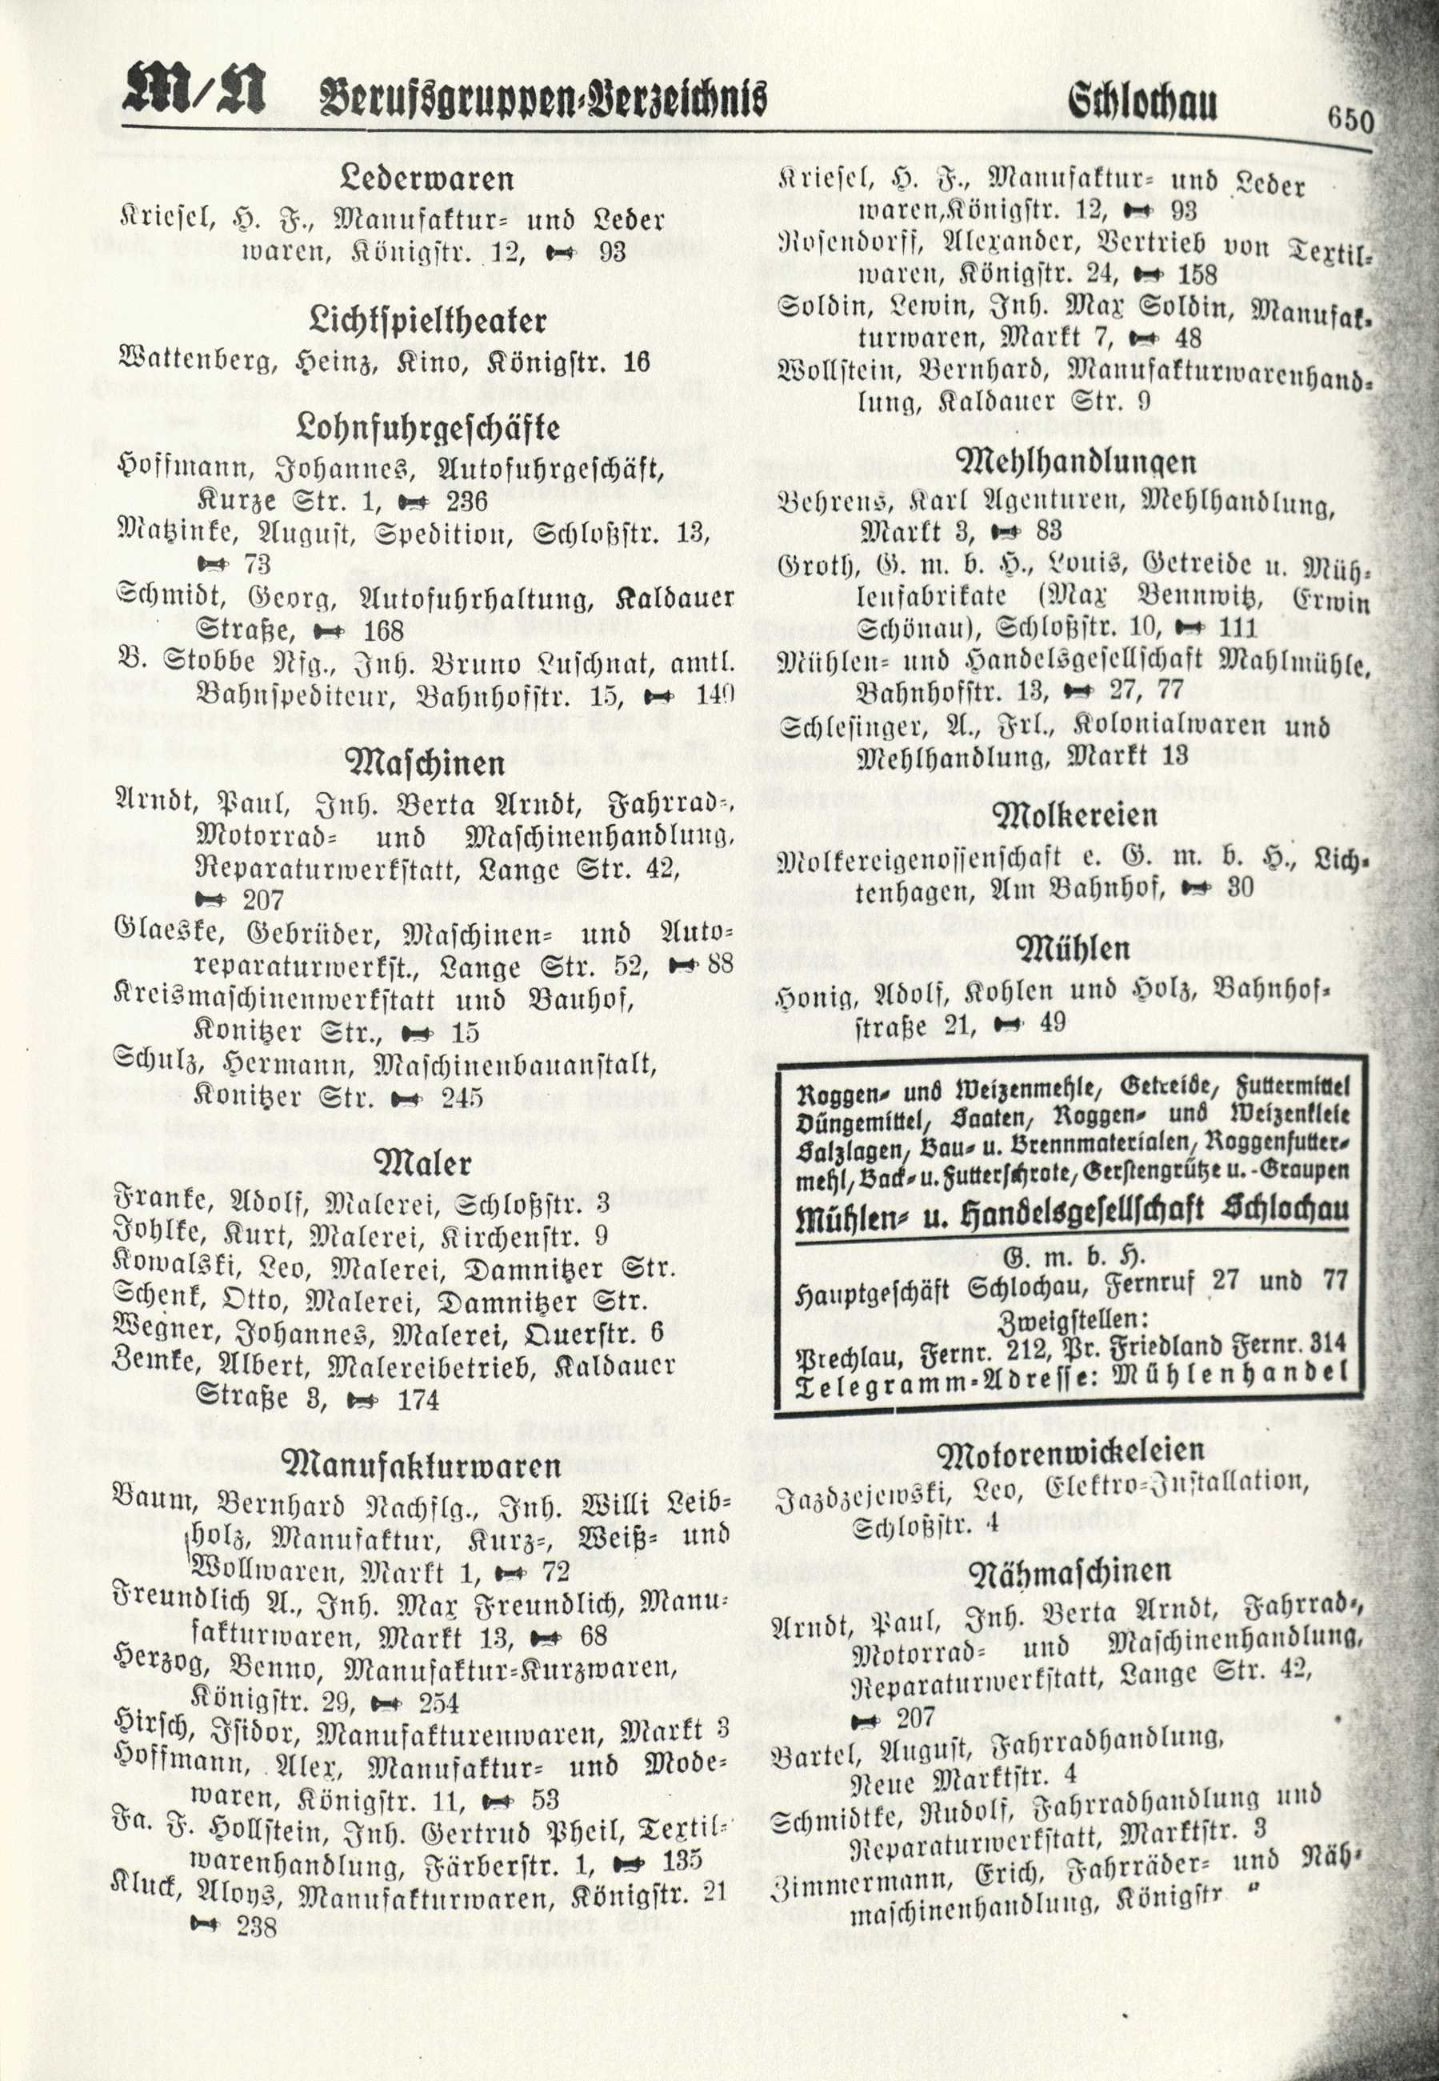 M/N Berufsgruppen-Verzeichnis Schlochau 650
Lederwaren
Kriesel, H. F., Manufaktur- und Leder
waren, Königstr. 12, 93
Lichtspieltheater
Wattenberg, Heinz, Kino, Königstr. 16
Lohnfuhrgeschäfte
Hoffmann, Johannes, Autofuhrgeschäft,
Kurze Str. 1, 236
Matzinke, August, Spedition, Schloßstr. 13,
73
Schmidt, Georg, Autofuhrhaltung, Kaldauer
Straße, 168
B. Stobbe Nfg., Inh. Bruno Luschnat, amtl.
Bahnspediteur, Bahnhofstr. 15, 140
Maschinen
Arndt, Paul, Inh. Berta Arndt, Fahrrad-,
Motorrad- und Maschinenhandlung,
Reparaturwerkstatt, Lange Str. 42,
207
Glaeske, Gebrüder, Maschinen- und Auto-
reparaturwerkst., Lange Str. 52, 88
Kreismaschinenwerkstatt und Bauhof,
Konitzer Str., 15
Schulz, Hermann, Maschinenbauanstalt,
Konitzer Str. 245
Maler
Franke, Adolf, Malerei, Schloßstr. 3
Johlke, Kurt, Malerei, Kirchenstr. 9
Kowalski, Leo, Malerei, Damnitzer Str.
Schenk, Otto, Malerei, Damnitzer Str.
Wegner, Johannes, Malerei, Querstr. 6
Zemke, Albert, Malereibetrieb, Kaldauer
Straße 3, 174
Manufakturwaren
Baum, Bernhard Nachflg., Inh. Willi Leib-
holz, Manufaktur, Kurz-, Weiß- und
Wollwaren, Markt 1, 72
Freundlich A., Inh. Max Freundlich, Manu-
fakturwaren, Markt 13, 68
Herzog, Benno, Manufaktur-Kurzwaren,
Königstr. 29, 254
Hirsch, Isidor, Manufakturenwaren, Markt 3
Hoffmann, Alex, Manufaktur- und Mode-
waren, Königstr. 11, 53
Fa. F. Hollstein, Inh. Gertrud Pheil, Textil-
warenhandlung, Färberstr. 1, 135
Kluck, Aloys, Manufakturwaren, Königstr. 21
238
Kriesel, H. F., Manufaktur- und Leder
waren,Königstr. 12, 93
Rosendorff, Alexander, Vertrieb von Textil-
waren, Königstr. 24, 158
Soldin, Lewin, Inh. Max Soldin, Manufak-
turwaren, Markt 7, 48
Wollstein, Bernhard, Manufakturwarenhand-
lung, Kaldauer Str. 9
Mehlhandlungen
Behrens, Karl Agenturen, Mehlhandlung,
Markt 3, 83
Groth, G. m. b. H., Louis, Getreide u. Müh-
lenfabrikate (Max Bennwitz, Erwin
Schönau), Schloßstr. 10, 111
Mühlen- und Handelsgesellschaft Mahlmühle,
Bahnhofstr. 13, 27, 77
Schlesinger, A., Frl., Kolonialwaren und
Mehlhandlung, Markt 13
Molkereien
Molkereigenossenschaft e. G. m. b. H., Lich-
tenhagen, Am Bahnhof, 30
Mühlen
Honig, Adolf, Kohlen und Holz, Bahnhof-
straße 21, 49
Roggen- und Weizenmehle, Getreide, Futtermittel
Düngemittel, Saaten, Roggen- und Weizenkleie
Salzlagen, Bau- u. Brennmaterialen, Roggenfutter-
mehl, Back- u. Futterschrote, Gerstengrütze u. -Graupen
Mühlen- u. Handelsgesellschaft Schlochau
G. m. b. H.
Hauptgeschäft Schlochau, Fernruf 27 und 77
Zweigstellen:
Prechlau, Fernr. 212, Pr. Friedland Fernr. 314
Telegramm-Adresse: Mühlenhandel
Motorenwickeleien
Jazdzejewski, Leo, Elektro-Installation,
Schloßstr. 4
Nähmaschinen
Arndt, Paul, Inh. Berta Arndt, Fahrrad-,
Motorrad- und Maschinenhandlung,
Reparaturwerkstatt, Lange Str. 42,
207
Bartel, August, Fahrradhandlung,
Neue Marktstr. 4
Schmidtke, Rudolf, Fahrradhandlung und
Reparaturwerkstatt, Marktstr. 3
Zimmermann, Erich, Fahrräder- und Näh-
maschinenhandlung, Königstr